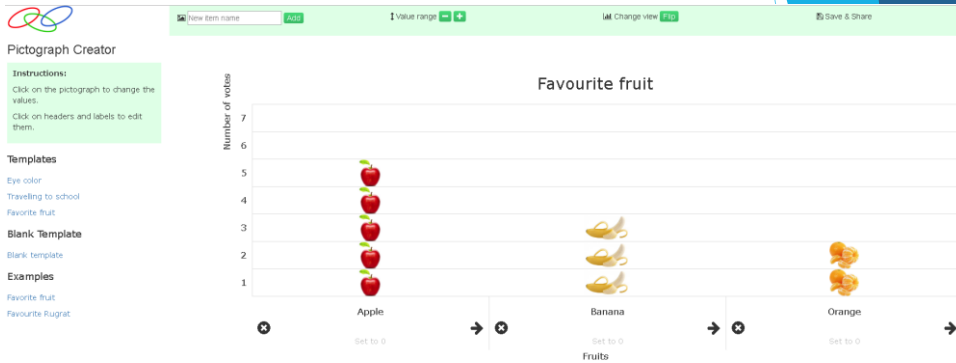 New item name
Add
Value range
Change view Flip
Save & Share
Pictograph Creator
Instructions:
Click on the pictograph to change the
values.
Click on headers and labels to edit
them.
Templates
Eye color
Travelling to school
Favorite fruit
Blank Template
Blank template
Examples
Favorite fruit
Favourite Rugrat
Favourite fruit
Number of votes
7
6
5
4
3
2
1
Apple
Banana
Orange
Set to 0
Set to 0
Set to 0
Fruits